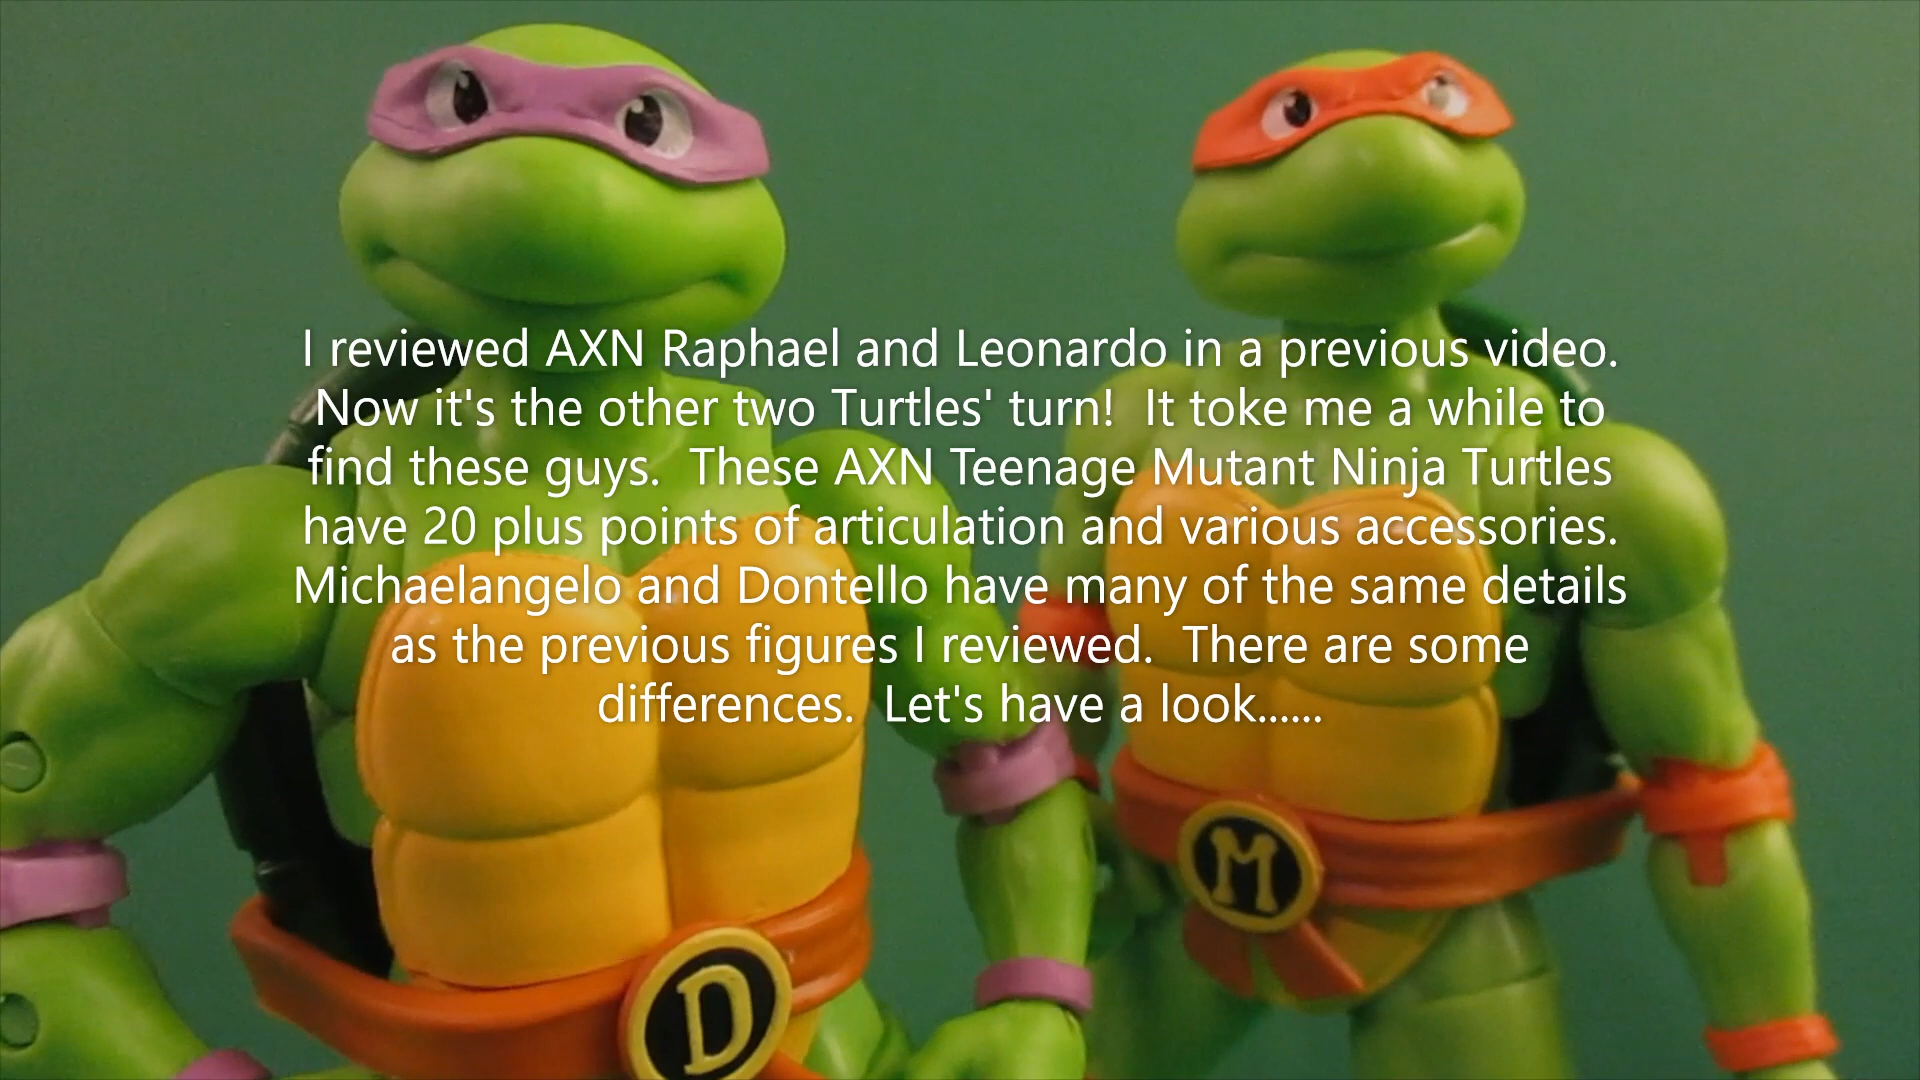 I reviewed AXN Raphael and Leonardo in a previous video.
Now it's the other two Turtles' turn!  It toke me a while to
find these guys.  These AXN Teenage Mutant Ninja Turtles
have 20 plus points of articulation and various accessories.
Michaelangelo and Dontello have many of the same details
as the previous figures I reviewed.  There are some
differences.  Let's have a look......
M
D